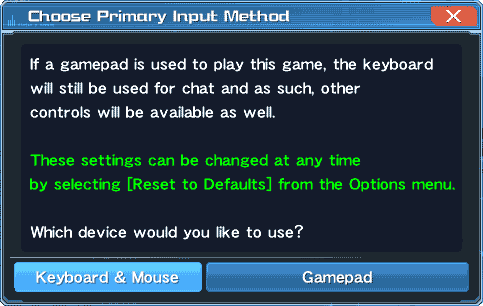 Choose Primary Input Method
If a gamepad is used to play this game, the keyboard
will still be used for chat and as such, other
controls will be available as well.
These settings can be changed at any time
by selecting [Reset to Defaults] from the Options menu.
Which device would you like to use?
Keyboard & Mouse
Gamepad